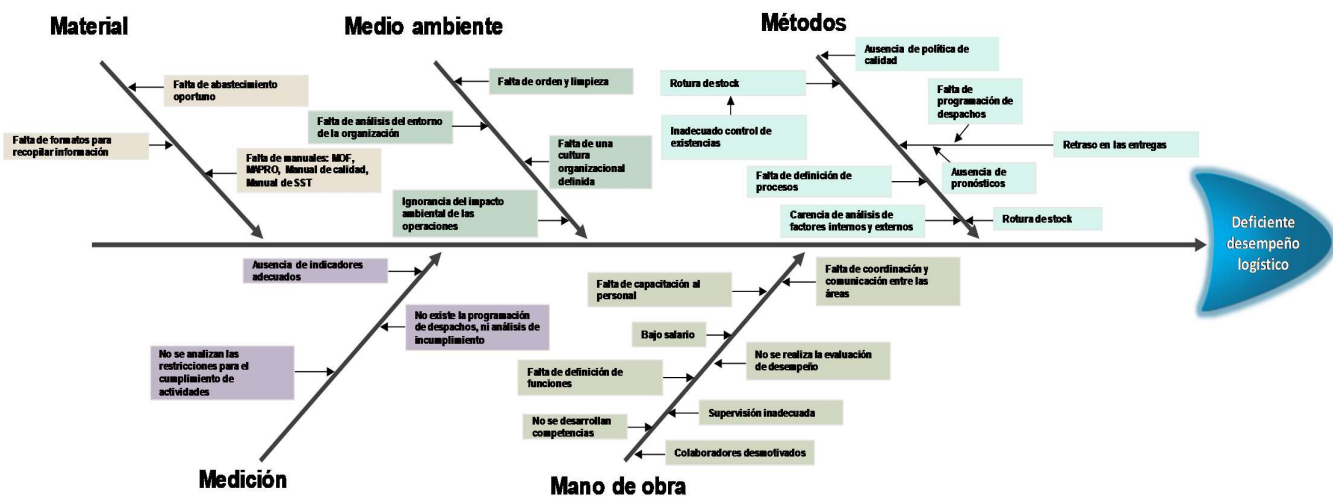 Material
Falta de abastecimiento
oportuno
Falta de formatos para
recopilar información
Falta de manuales: MOF,
MAPRO, Manual de calidad,
Manual de SST
Medio ambiente
Falta de orden y limpieza
Falta de análisis del entorno
de la organización
Falta de una
cultura
organizacional
definida
Ignorancia del impacto
ambiental de las
operaciones
Métodos
Ausencia de política de
calidad
Rotura de stock
Inadecuado control de
existencias
Falta de
programación de
despachos
Retraso en las entregas
Ausencia de
pronósticos
Falta de definición de
procesos
Carencia de análisis de
factores internos y externos
Rotura de stock
Deficiente
desempeño
logístico
Ausencia de indicadores
adecuados
No existe la programación
de despachos, ni análisis de
incumplimiento
No se analizan las
restricciones para el
cumplimiento de
actividades
Medición
Falta de coordinación y
comunicación entre las
áreas
Falta de capacitación al
personal
Bajo salario
No se realiza la evaluación
de desempeño
Falta de definición de
funciones
Supervisión inadecuada
No se desarrollan
competencias
Colaboradores desmotivados
Mano de obra